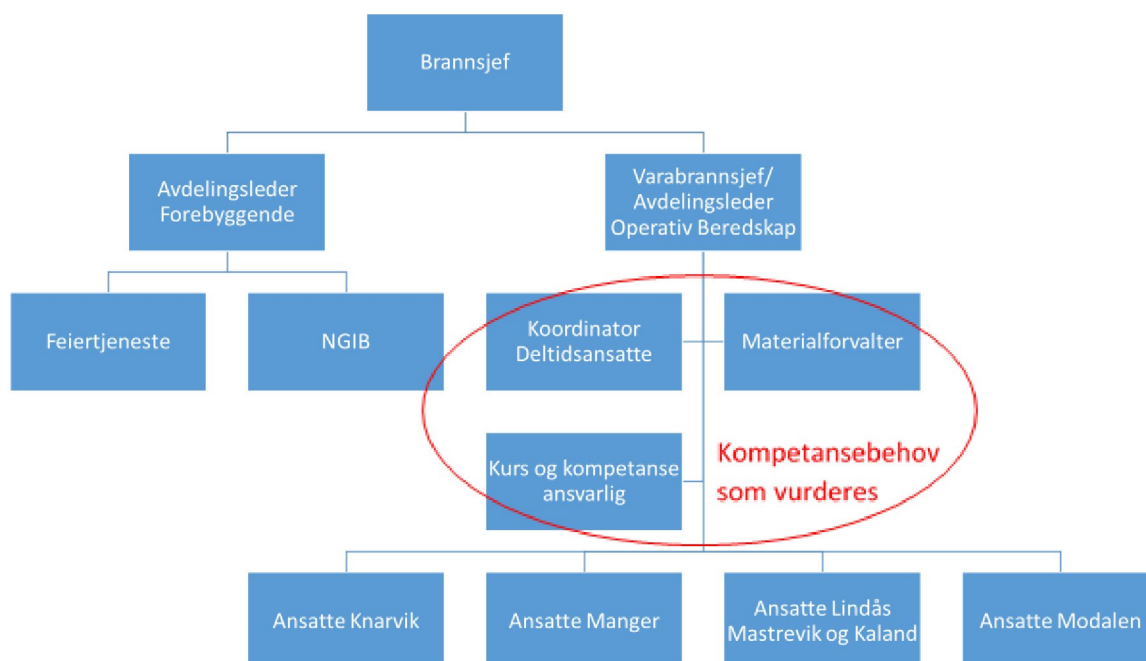 Brannsjef
Avdelingsleder
Forebyggende
Varabrannsjef/
Avdelingsleder
Operativ Beredskap
Feiertjeneste
NGIB
Koordinator
Deltidsansatte
Materialforvalter
Kurs og kompetanse
ansvarlig
Kompetansebehov
som vurderes
Ansatte Knarvik
Ansatte Manger
Ansatte Lindås
Mastrevik og Kaland
Ansatte Modalen